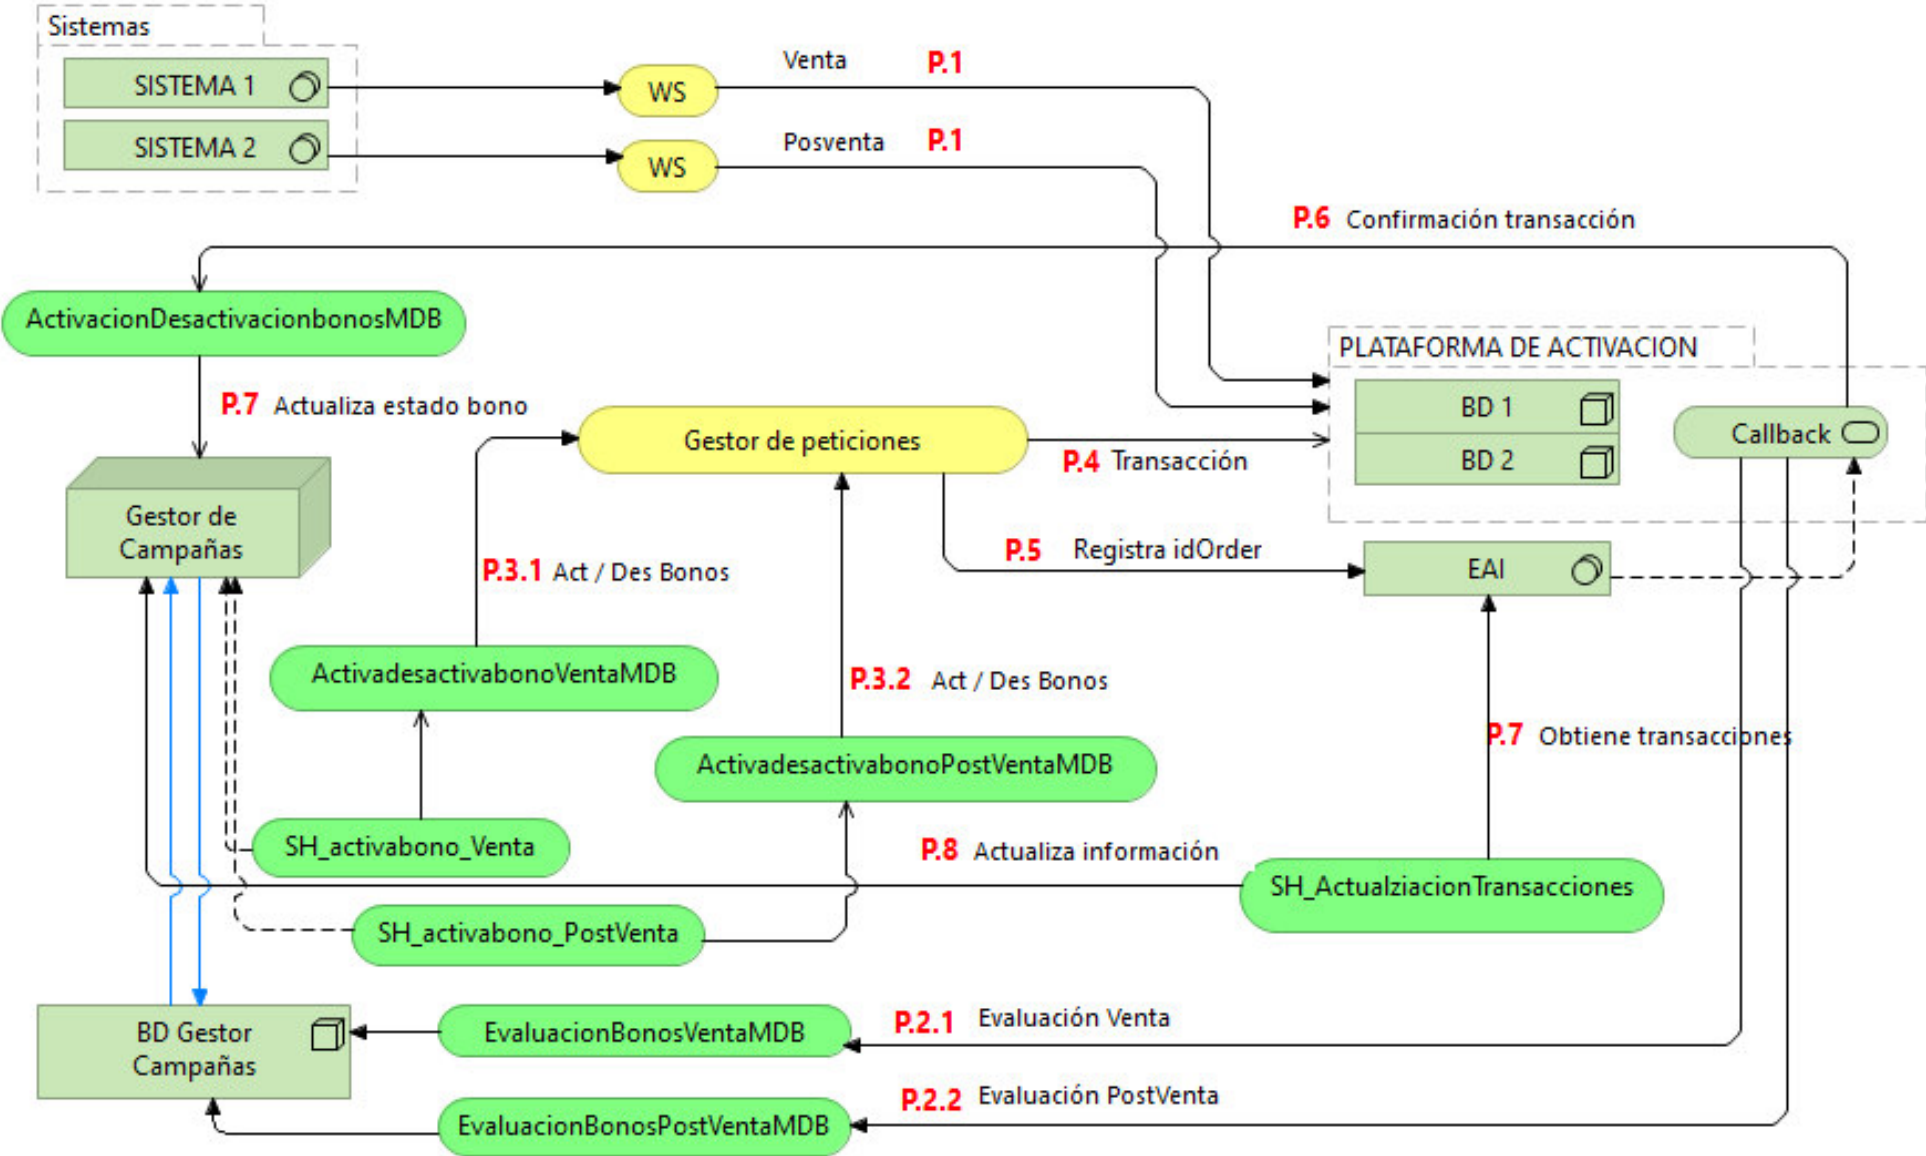 Sistemas
SISTEMA 1
SISTEMA 2
WS
WS
Venta P.1
Posventa P.1
P.6 Confirmación transacción
ActivacionDesactivacionbonosMDB
P.7 Actualiza estado bono
PLATAFORMA DE ACTIVACION
BD 1
BD 2
Callback
Gestor de peticiones
P.4 Transacción
Gestor de
Campañas
P.5 Registra idOrder
EAI
P.3.1 Act / Des Bonos
ActivadesactivabonoVentaMDB
P.3.2 Act / Des Bonos
P.7 Obtiene transacciones
ActivadesactivabonoPostVentaMDB
SH_activabono_Venta
P.8 Actualiza información
SH_ActualziacionTransacciones
SH_activabono_PostVenta
BD Gestor
Campañas
EvaluacionBonosVentaMDB
P.2.1 Evaluación Venta
P.2.2 Evaluación PostVenta
EvaluacionBonosPostVentaMDB